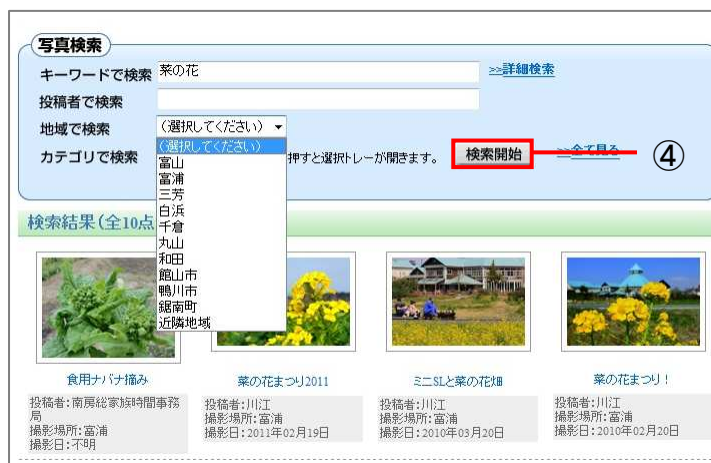 写真検索
キーワードで検索 菜の花 >>詳細検索
投稿者で検索
地域で検索 (選択してください)
(選択してください)
カテゴリで検索 押すと選択トレーが開きます。 検索開始 >>全て見る ④
富山
富浦
三芳
白浜
千倉
丸山
和田
館山市
鴨川市
鋸南町
近隣地域
検索結果(全10点
食用ナバナ摘み
投稿者:南房総家族時間事務局
撮影場所:富浦
撮影日:不明
菜の花まつり2011
投稿者:川江
撮影場所:富浦
撮影日:2011年02月19日
ミニSLと菜の花畑
投稿者:川江
撮影場所:富浦
撮影日:2010年03月20日
菜の花まつり!
投稿者:川江
撮影場所:富浦
撮影日:2010年02月20日